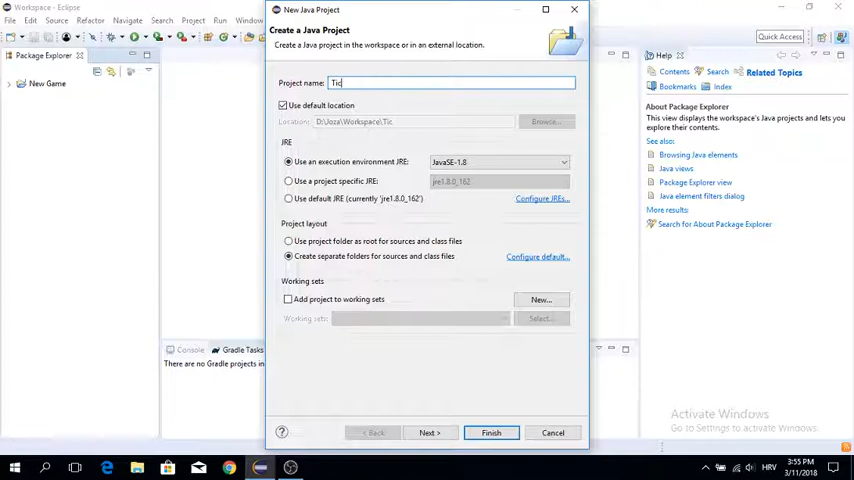 Workspace - Eclipse
File Edit Source Refactor Navigate Search Project Run Window
Quick Access
Package Explorer
New Game
New Java Project
Create a Java Project
Create a Java project in the workspace or in an external location.
Project name: Tic
Use default location
Location: D:\Joza\Workspace\Tic Browse...
JRE
Use an execution environment JRE: JavaSE-1.8
Use a project specific JRE: jre1.8.0_162
Use default JRE (currently 'jre1.8.0_162') Configure JREs...
Project layout
Use project folder as root for sources and class files
Create separate folders for sources and class files Configure default...
Working sets
Add project to working sets New...
Working sets: Select...
? < Back Next > Finish Cancel
Console Gradle Tasks
There are no Gradle projects in
Help
Contents Search Related Topics
Bookmarks Index
About Package Explorer
This view displays the workspace's Java projects and lets you
explore their contents.
See also:
Browsing Java elements
Java views
Package Explorer view
Java element filters dialog
More results:
Search for About Package Explorer
Activate Windows
Go to Settings to activate Windows.
HRV
3:55 PM
3/11/2018